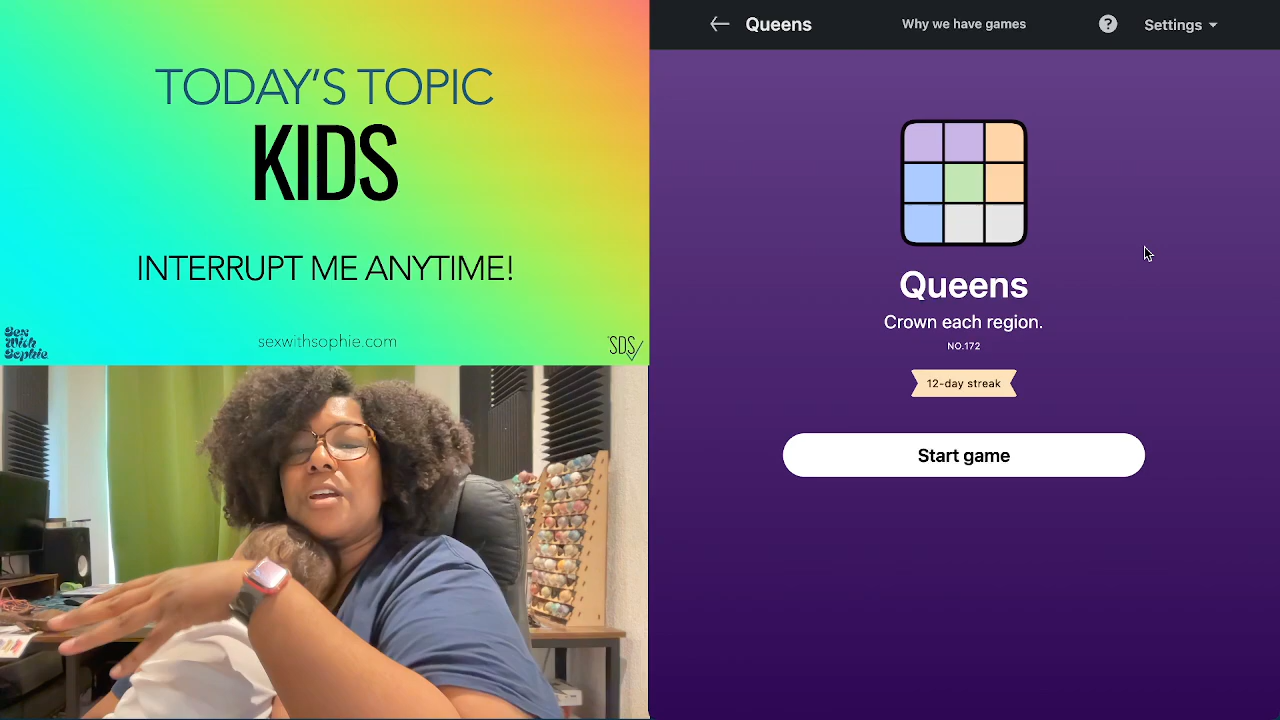 TODAY'S TOPIC
KIDS
INTERRUPT ME ANYTIME!
Sex
With
Sophie
sexwithsophie.com
SDS
Queens
Why we have games
?
Settings
Queens
Crown each region.
NO.172
12-day streak
Start game